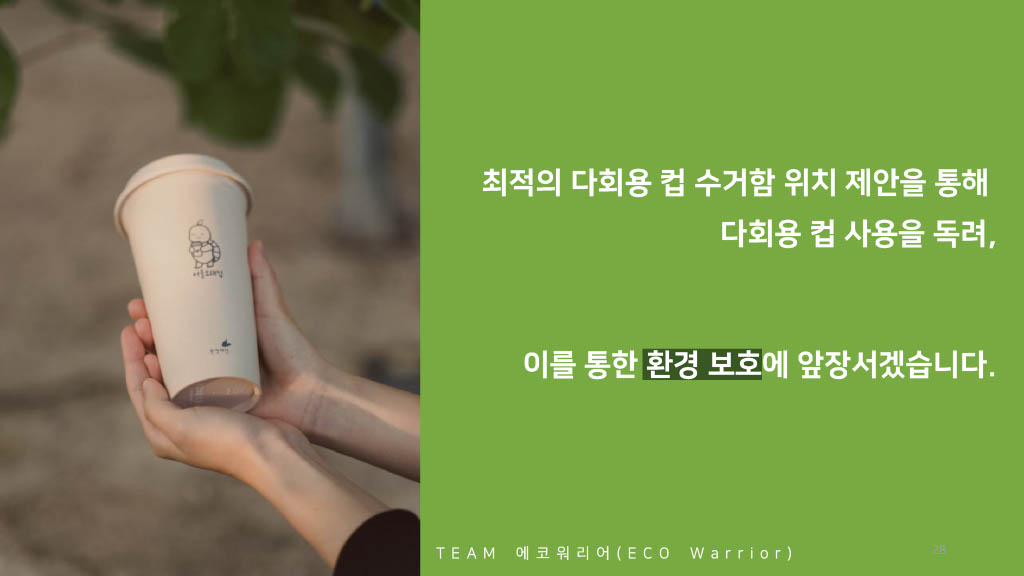 최적의 다회용 컵 수거함 위치 제안을 통해
다회용 컵 사용을 독려,
이를 통한 환경 보호에 앞장서겠습니다.
TEAM 에코워리어(ECO Warrior)
28